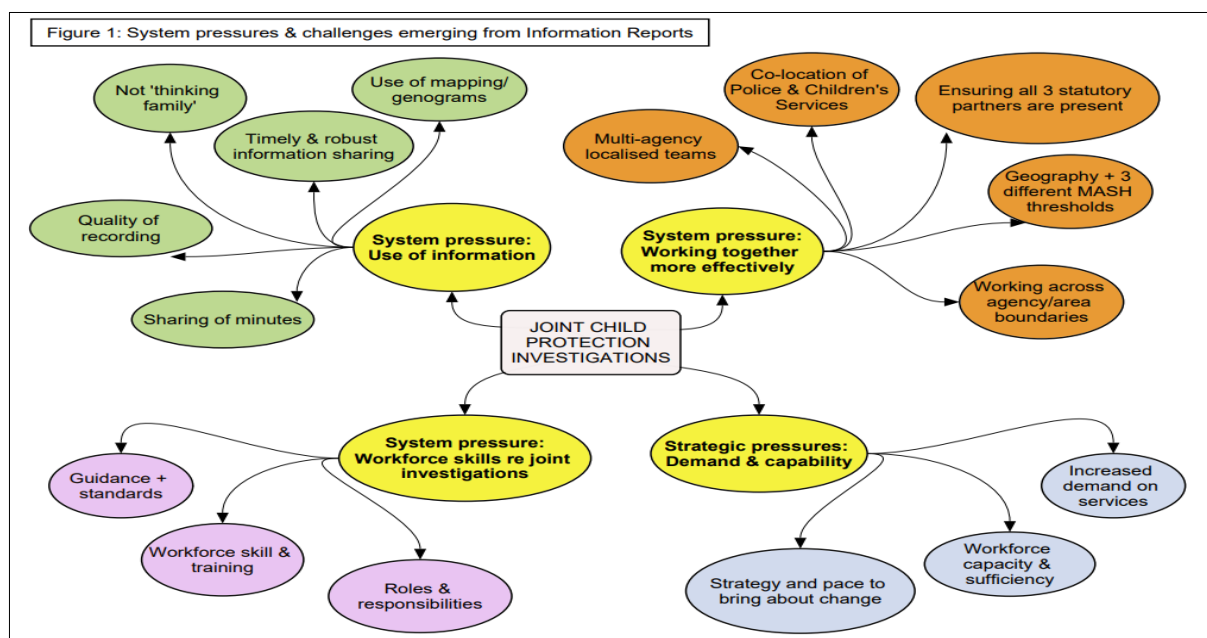 Figure 1: System pressures & challenges emerging from Information Reports
Not 'thinking
family'
Use of mapping/
genograms
Timely & robust
information sharing
Quality of
recording
Sharing of minutes
System pressure:
Use of information
Co-location of
Police & Children's
Services
Ensuring all 3 statutory
partners are present
Multi-agency
localised teams
Geography + 3
different MASH
thresholds
Working across
agency/area
boundaries
System pressure:
Working together
more effectively
JOINT CHILD
PROTECTION
INVESTIGATIONS
System pressure:
Workforce skills re joint
investigations
Guidance +
standards
Workforce skill &
training
Roles &
responsibilities
Strategic pressures:
Demand & capability
Increased
demand on
services
Workforce
capacity &
sufficiency
Strategy and pace to
bring about change